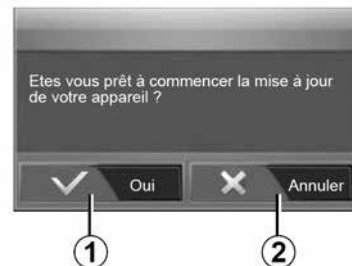 Etes vous prêt à commencer la mise à jour
de votre appareil ?
Oui
Annuler
1
2